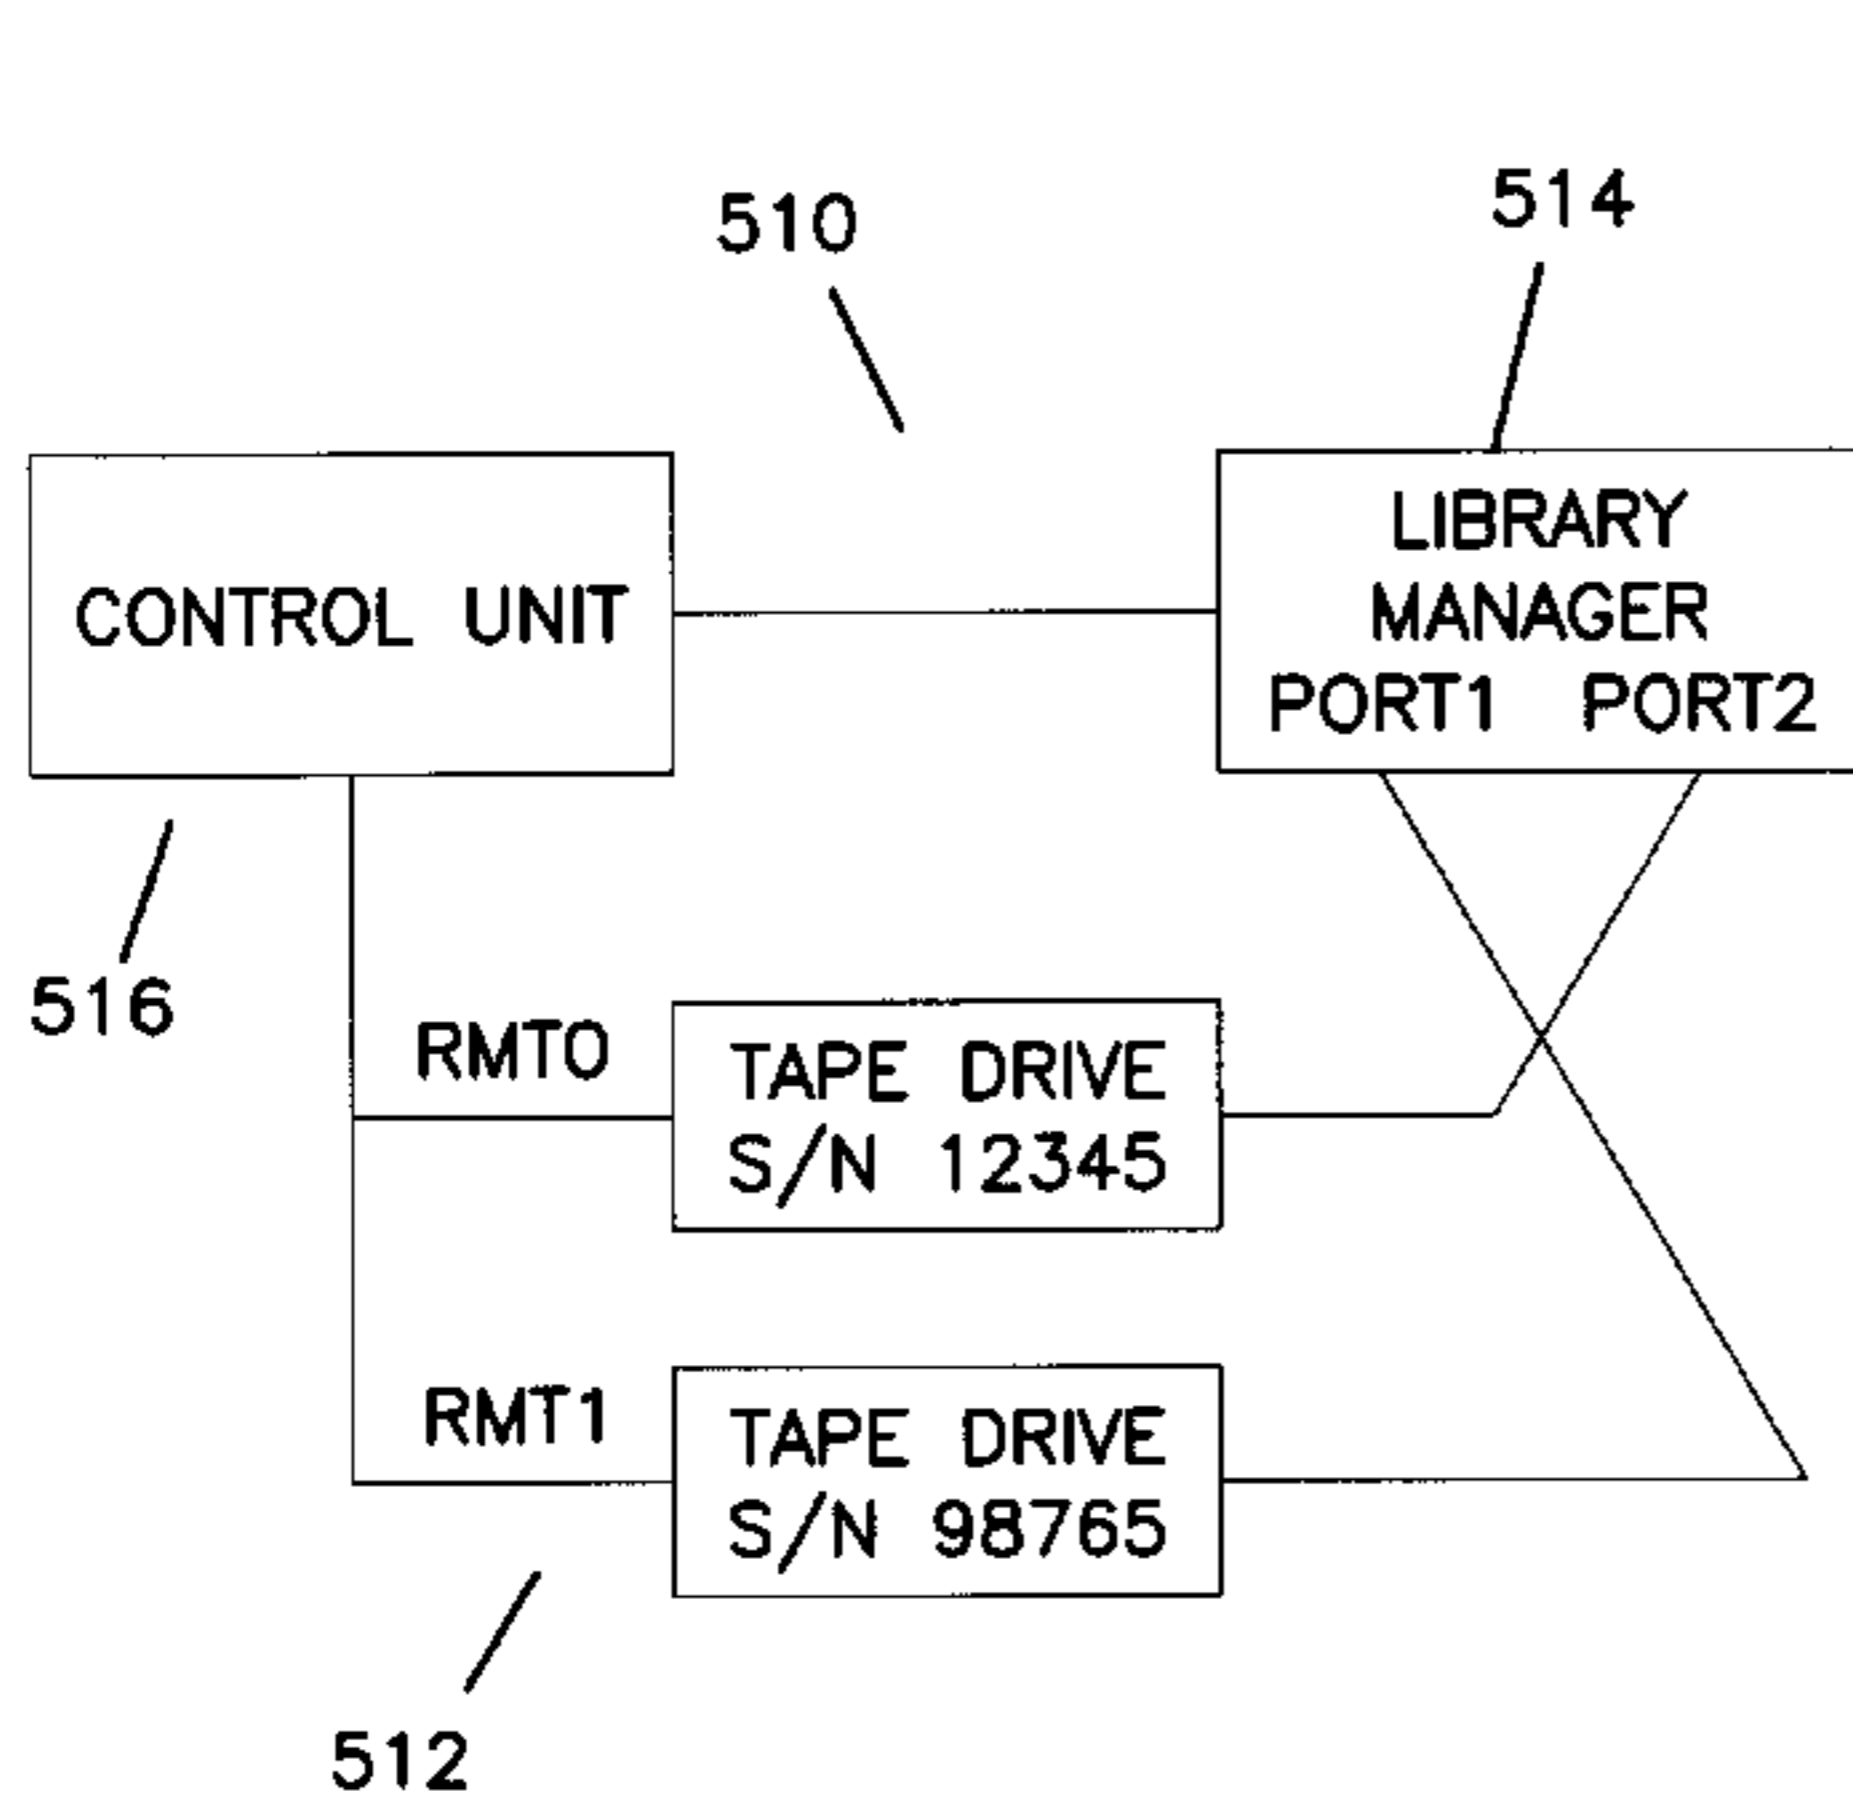 510
514
CONTROL UNIT
LIBRARY
MANAGER
PORT1 PORT2
516
RMT0
TAPE DRIVE
S/N 12345
RMT1
TAPE DRIVE
S/N 98765
512